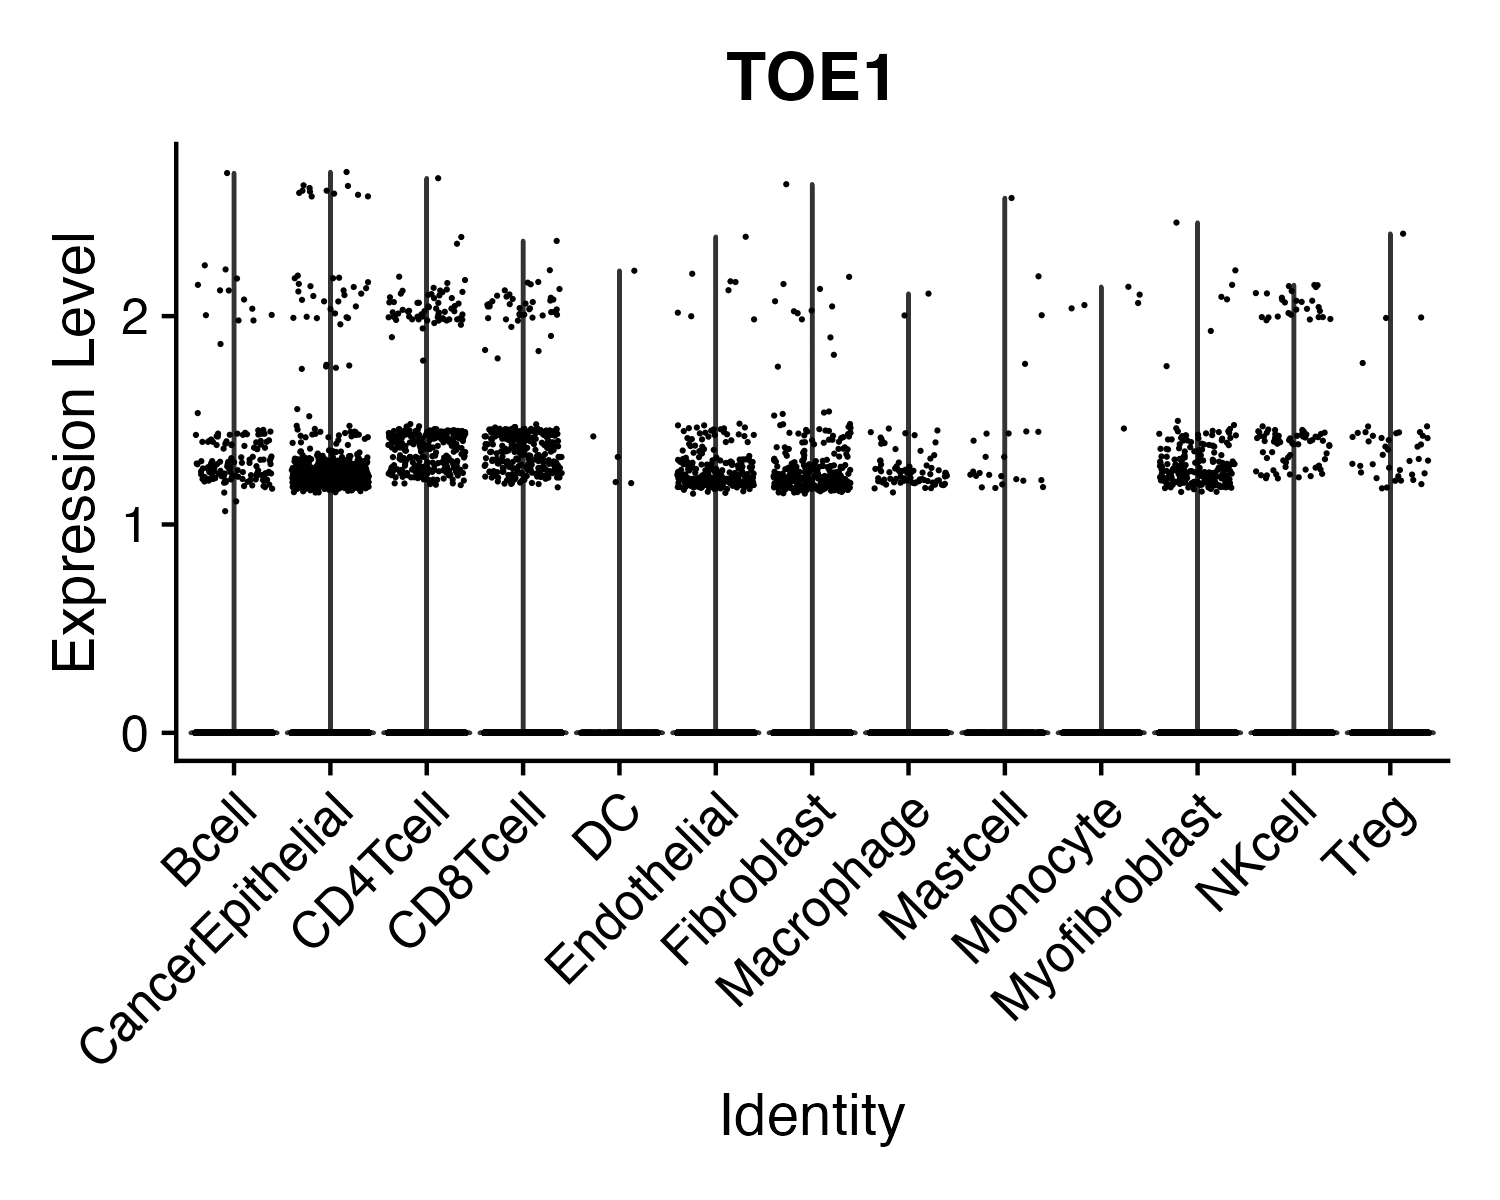 TOE1
Expression Level
2
1
0
Bcell
CancerEpithelial
CD4Tcell
CD8Tcell
DC
Endothelial
Fibroblast
Macrophage
Mastcell
Monocyte
Myofibroblast
NKcell
Treg
Identity